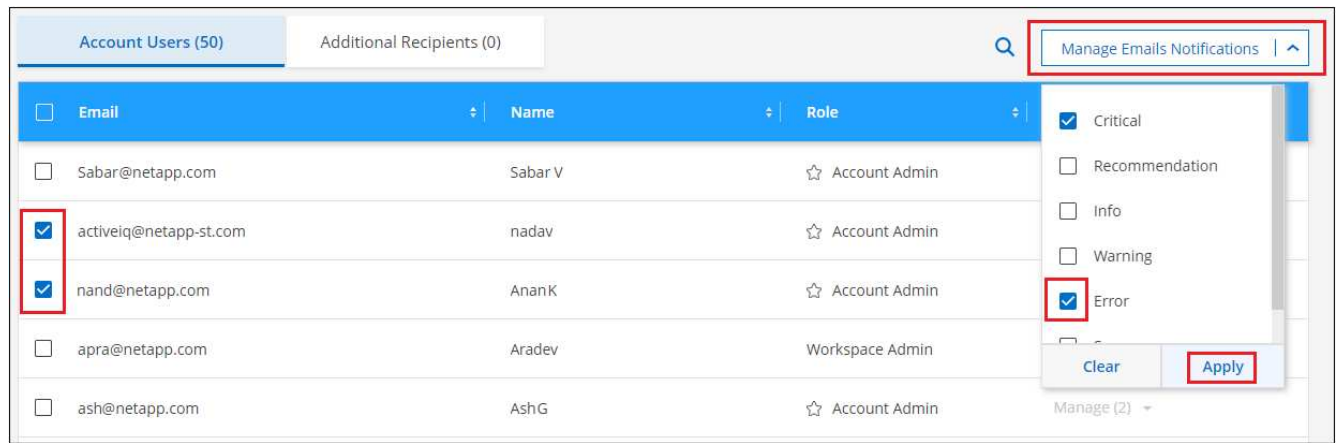 Account Users (50) Additional Recipients (0) Manage Emails Notifications
Email Name Role
Critical
Sabar@netapp.com Sabar V Account Admin
Recommendation
Info
activeiq@netapp-st.com nadav Account Admin
Warning
nand@netapp.com AnanK Account Admin
Error
apra@netapp.com Aradev Workspace Admin
Clear Apply
ash@netapp.com AshG Account Admin Manage (2)